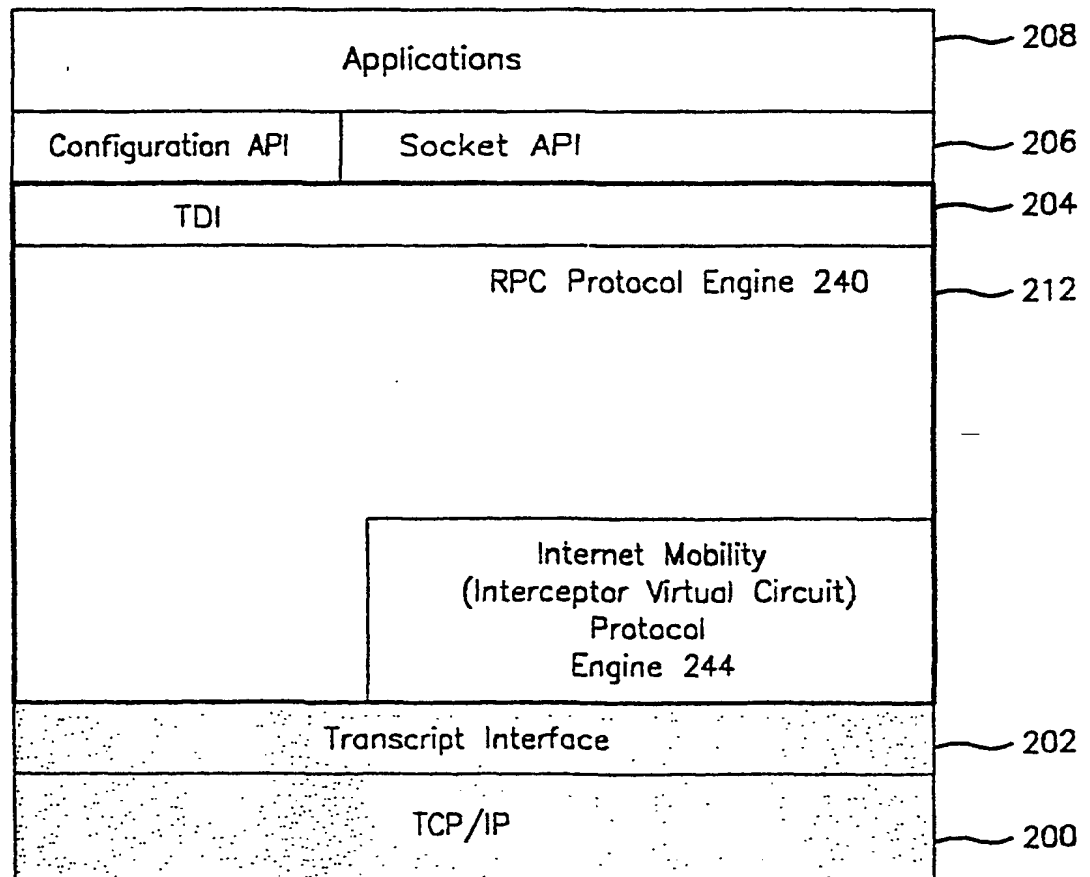 Applications
208
Configuration API
Socket API
206
TDI
204
RPC Protocol Engine 240
212
Internet Mobility
(Interceptor Virtual Circuit)
Protocol
Engine 244
Transcript Interface
202
TCP/IP
200